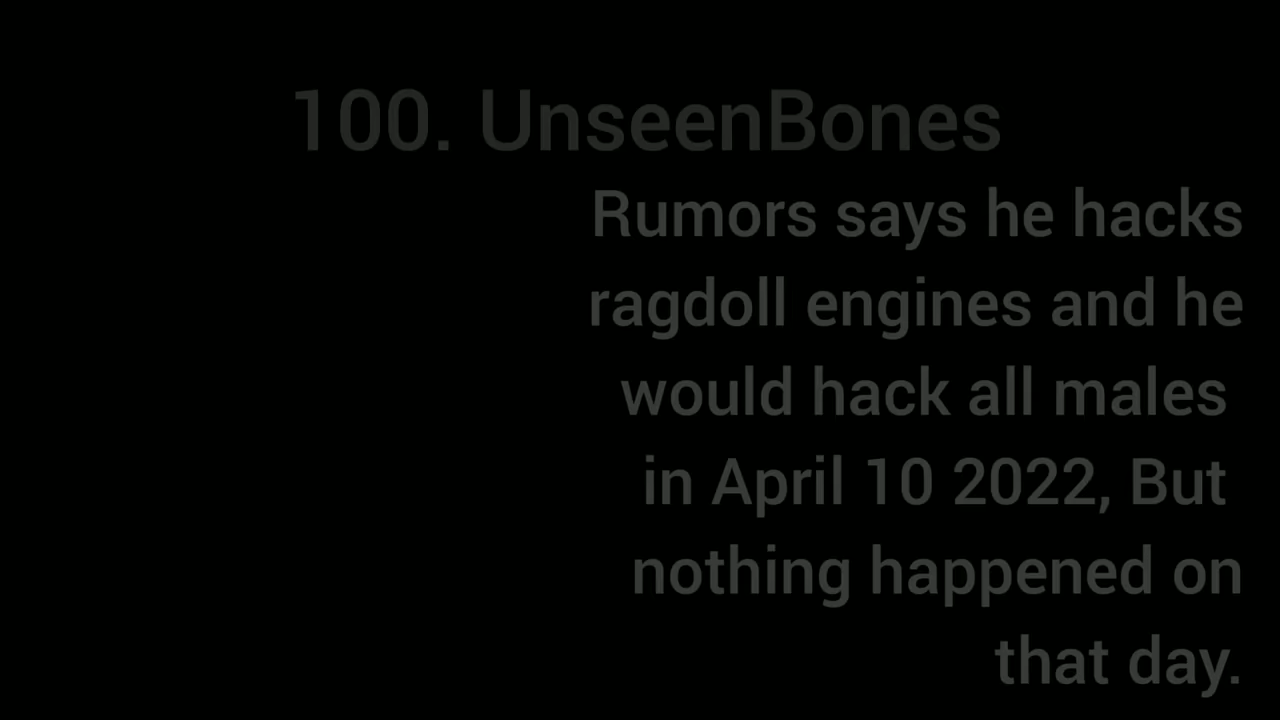 100. UnseenBones
Rumors says he hacks
ragdoll engines and he
would hack all males
in April 10 2022, But
nothing happened on
that day.